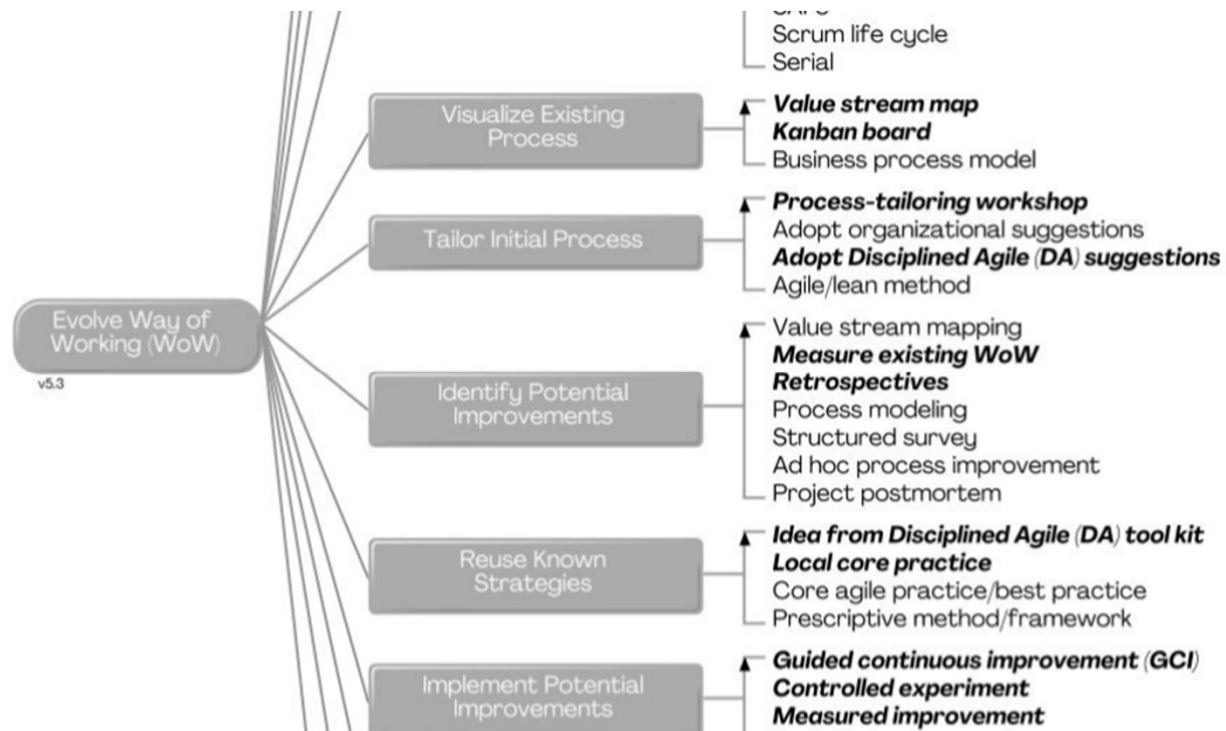 Scrum life cycle
Serial
Visualize Existing
Process
Value stream map
Kanban board
Business process model
Tailor Initial Process
Process-tailoring workshop
Adopt organizational suggestions
Adopt Disciplined Agile (DA) suggestions
Agile/lean method
Evolve Way of
Working (WoW)
v5.3
Identify Potential
Improvements
Value stream mapping
Measure existing WoW
Retrospectives
Process modeling
Structured survey
Ad hoc process improvement
Project postmortem
Reuse Known
Strategies
Idea from Disciplined Agile (DA) tool kit
Local core practice
Core agile practice/best practice
Prescriptive method/framework
Implement Potential
Improvements
Guided continuous improvement (GCI)
Controlled experiment
Measured improvement